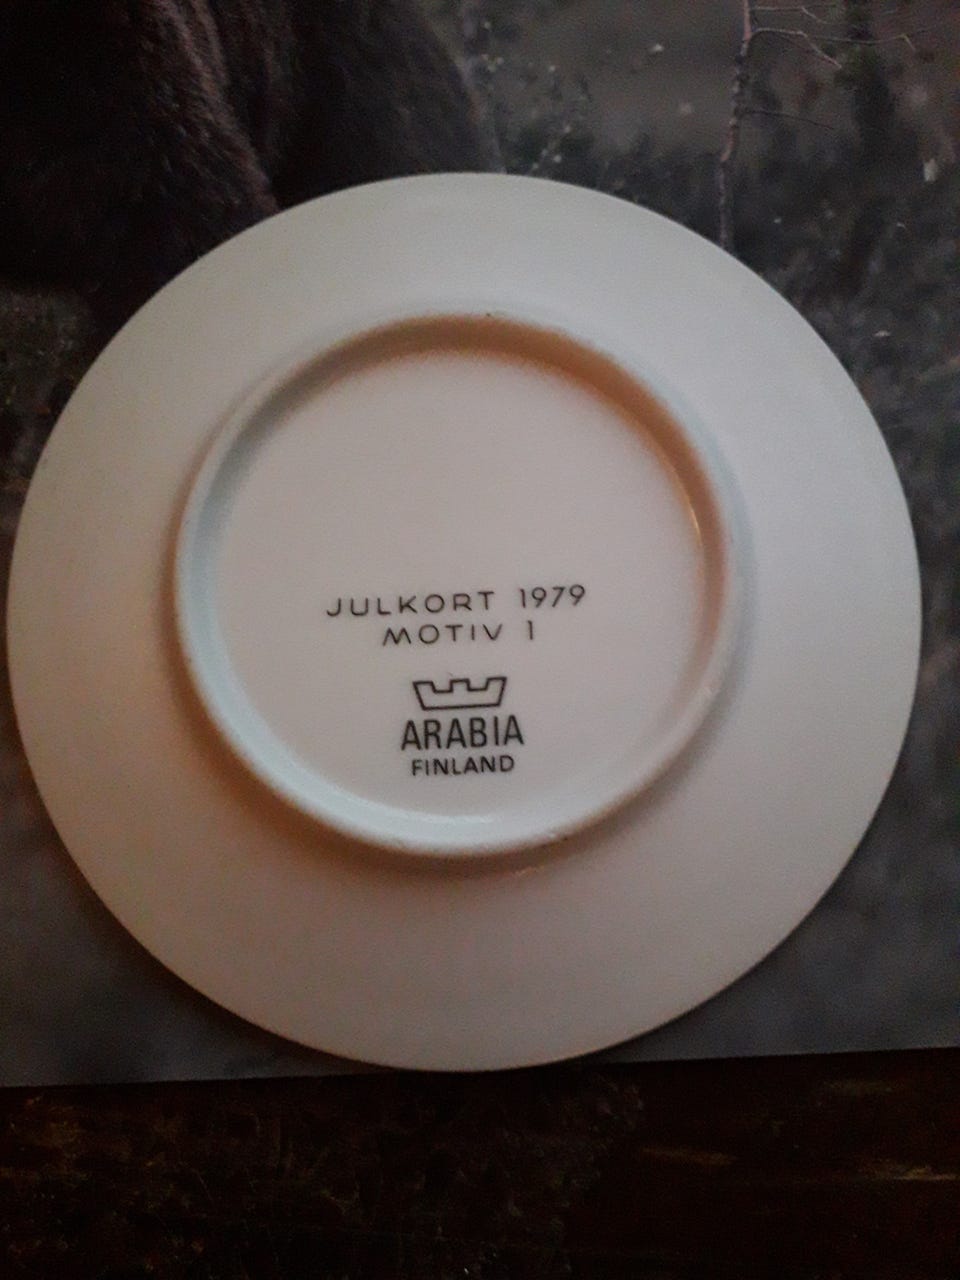 JULKORT 1979
MOTIV 1
ARABIA
FINLAND